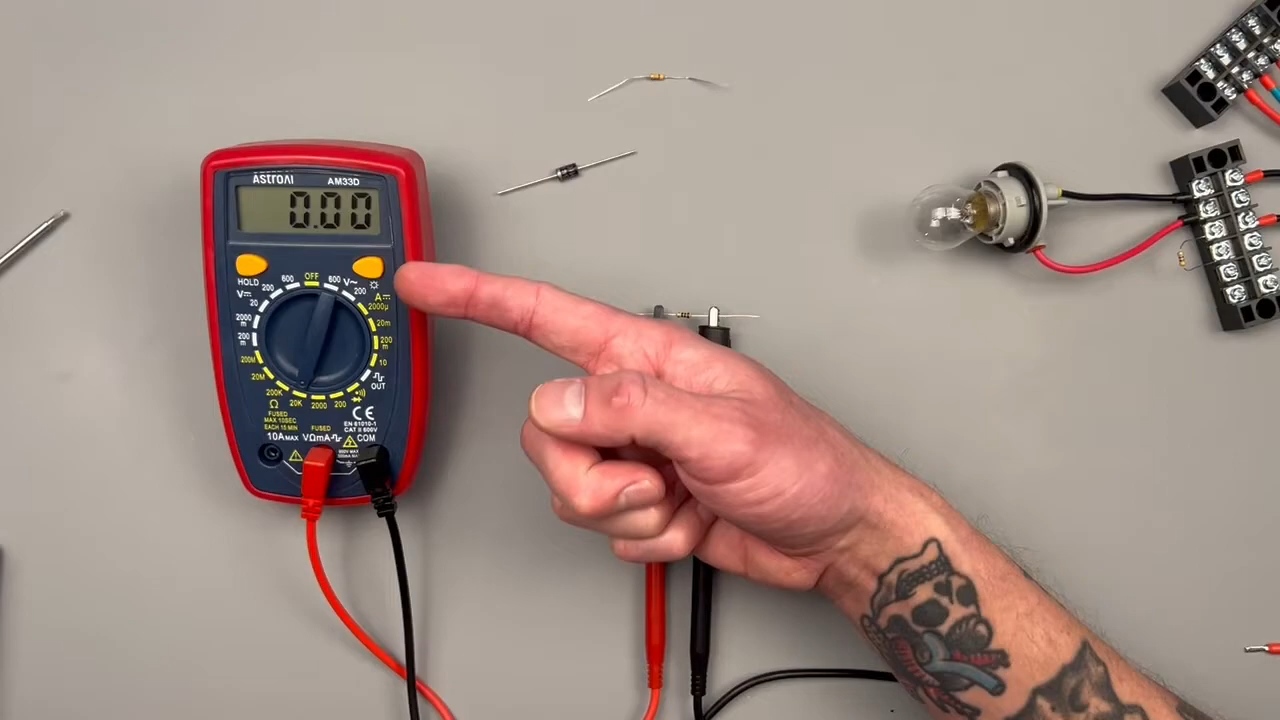 AstroAI AM33D
0.00
HOLD
OFF
V⎓ 20 200 600
600 V~ 200
A⎓
2000µ
20m
200
m
10
OUT
2000
m
200
m
200M
20M
200K
20K
2000
200
Ω
FUSED
MAX 10SEC
EACH 15 MIN
CE
EN 61010-1
CAT II 600V
10A MAX
FUSED
VΩmA
COM